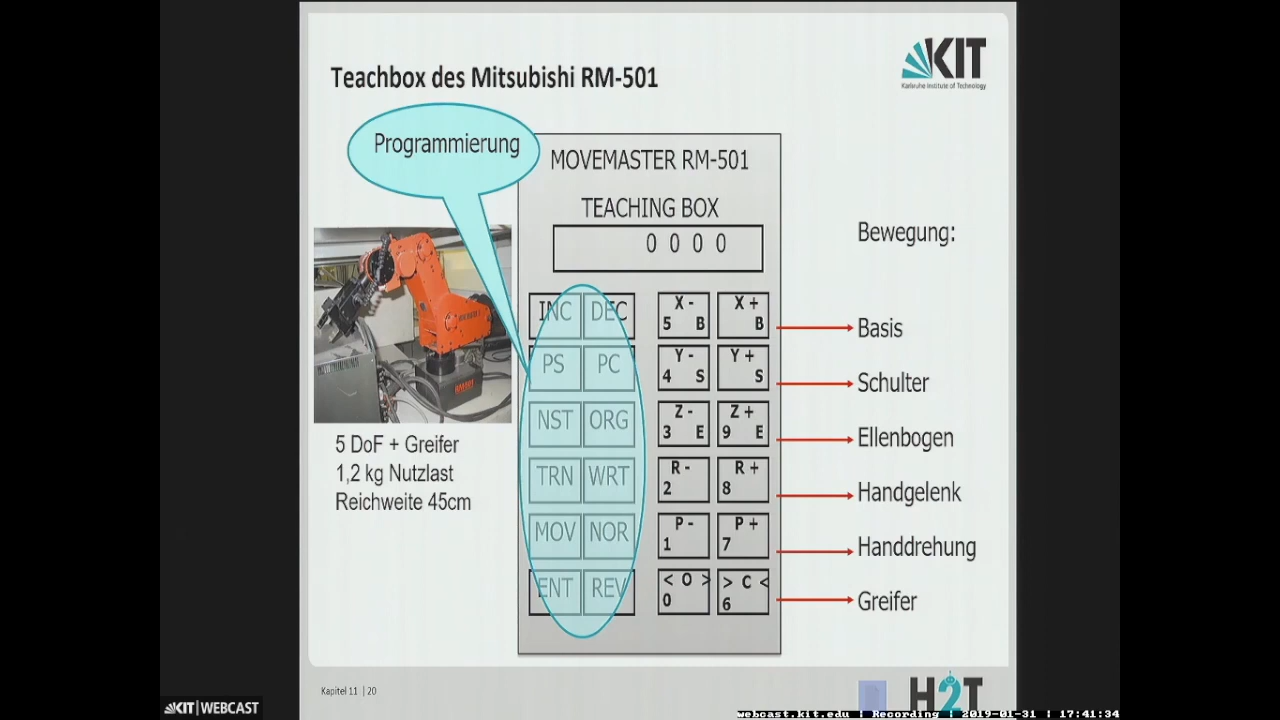 Teachbox des Mitsubishi RM-501
KIT
Karlsruhe Institute of Technology
Programmierung
MOVEMASTER RM-501
TEACHING BOX
0 0 0 0
Bewegung:
INC DEC X - 5 B X + B Basis
PS PC Y - 4 S Y + S Schulter
NST ORG Z - 3 E Z + 9 E Ellenbogen
TRN WRT R - 2 R + 8 Handgelenk
MOV NOR P - 1 P + 7 Handdrehung
ENT REV < O > 0 > C < 6 Greifer
5 DoF + Greifer
1,2 kg Nutzlast
Reichweite 45cm
Kapitel 11 | 20
H2T
KIT | WEBCAST
webcast.kit.edu | Recording | 2019-01-31 | 17:41:34